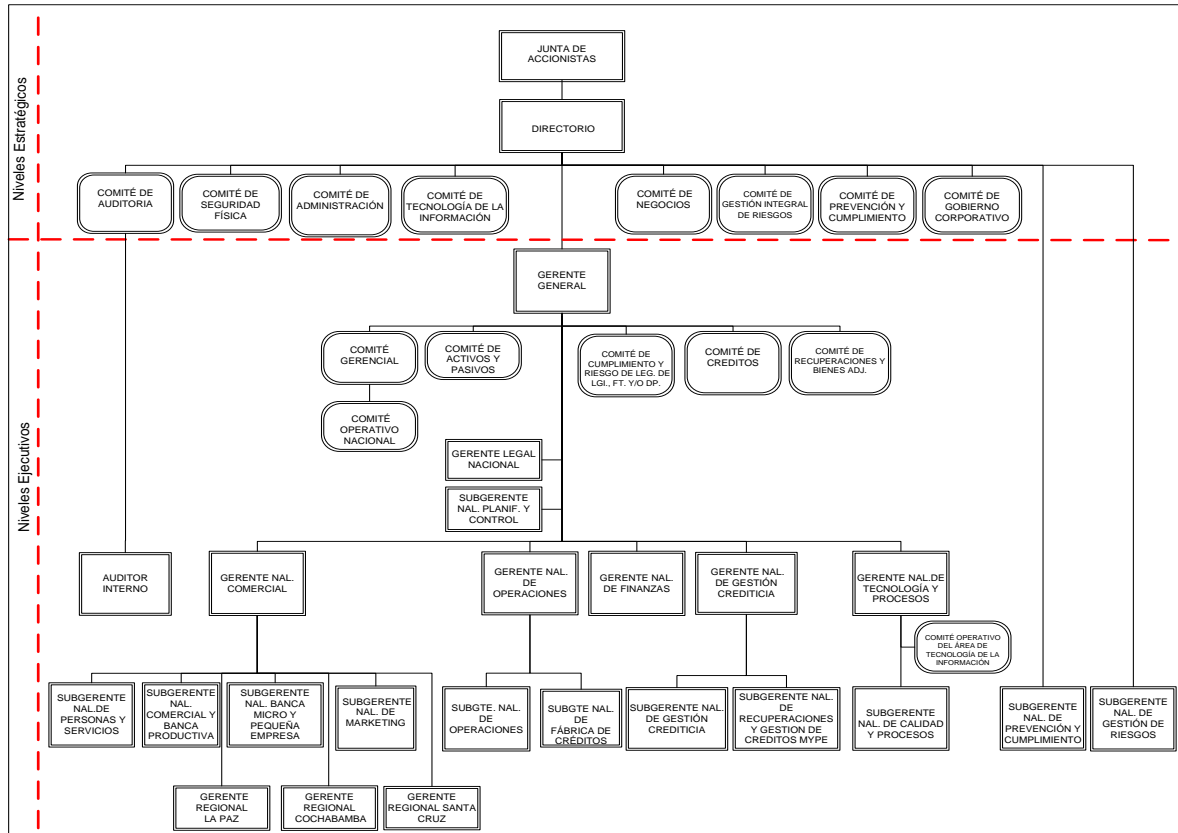 JUNTA DE
ACCIONISTAS
DIRECTORIO
Niveles Estratégicos
COMITÉ DE
AUDITORIA
COMITÉ DE
SEGURIDAD
FÍSICA
COMITÉ DE
ADMINISTRACIÓN
COMITÉ DE
TECNOLOGÍA DE LA
INFORMACIÓN
COMITÉ DE
NEGOCIOS
COMITÉ DE
GESTIÓN INTEGRAL
DE RIESGOS
COMITÉ DE
PREVENCIÓN Y
CUMPLIMIENTO
COMITÉ DE
GOBIERNO
CORPORATIVO
Niveles Ejecutivos
GERENTE
GENERAL
COMITÉ
GERENCIAL
COMITÉ DE
ACTIVOS Y
PASIVOS
COMITÉ DE
CUMPLIMIENTO Y
RIESGO DE LEG. DE
LGI., FT. Y/O DP.
COMITÉ DE
CREDITOS
COMITÉ DE
RECUPERACIONES Y
BIENES ADJ.
COMITÉ
OPERATIVO
NACIONAL
GERENTE LEGAL
NACIONAL
SUBGERENTE
NAL. PLANIF. Y
CONTROL
AUDITOR
INTERNO
GERENTE NAL.
COMERCIAL
GERENTE NAL.
DE
OPERACIONES
GERENTE NAL.
DE FINANZAS
GERENTE NAL.
DE GESTIÓN
CREDITICIA
GERENTE NAL.DE
TECNOLOGÍA Y
PROCESOS
COMITÉ OPERATIVO
DEL ÁREA DE
TECNOLOGÍA DE LA
INFORMACIÓN
SUBGERENTE
NAL.DE
PERSONAS Y
SERVICIOS
SUBGERENTE
NAL.
COMERCIAL Y
BANCA
PRODUCTIVA
SUBGERENTE
NAL. BANCA
MICRO Y
PEQUEÑA
EMPRESA
SUBGERENTE
NAL. DE
MARKETING
SUBGTE. NAL.
DE
OPERACIONES
SUBGTE NAL.
DE
FÁBRICA DE
CRÉDITOS
SUBGERENTE NAL.
DE GESTIÓN
CREDITICIA
SUBGERENTE NAL.
DE
RECUPERACIONES
Y GESTION DE
CREDITOS MYPE
SUBGERENTE
NAL. DE CALIDAD
Y PROCESOS
SUBGERENTE
NAL. DE
PREVENCIÓN Y
CUMPLIMIENTO
SUBGERENTE
NAL. DE
GESTIÓN DE
RIESGOS
GERENTE
REGIONAL
LA PAZ
GERENTE
REGIONAL
COCHABAMBA
GERENTE
REGIONAL SANTA
CRUZ